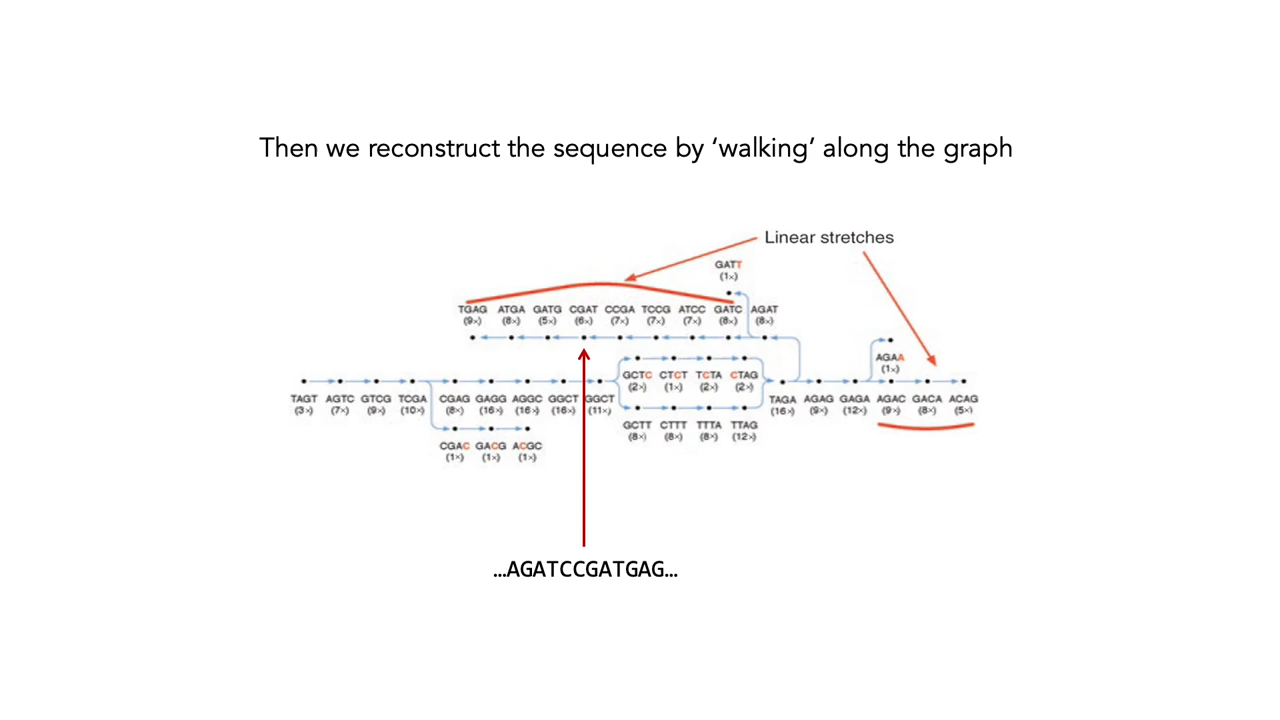 Then we reconstruct the sequence by ‘walking’ along the graph
Linear stretches
GATT
(1×)
TGAG ATGA GATG CGAT CCGA TCCG ATCC GATC AGAT
(9×) (8×) (5×) (6×) (7×) (7×) (7×) (8×) (8×)
AGAA
(1×)
GCTC CTCT TCTA CTAG
(2×) (1×) (2×) (2×)
TAGT AGTC GTCG TCGA CGAG GAGG AGGC GGCT GGCT TAGA AGAG GAGA AGAC GACA ACAG
(3×) (7×) (9×) (10×) (8×) (16×) (16×) (16×) (11×) (16×) (9×) (12×) (9×) (8×) (5×)
GCTT CTTT TTTA TTAG
(8×) (8×) (8×) (12×)
CGAC GACG ACGC
(1×) (1×) (1×)
…AGATCCGATGAG…